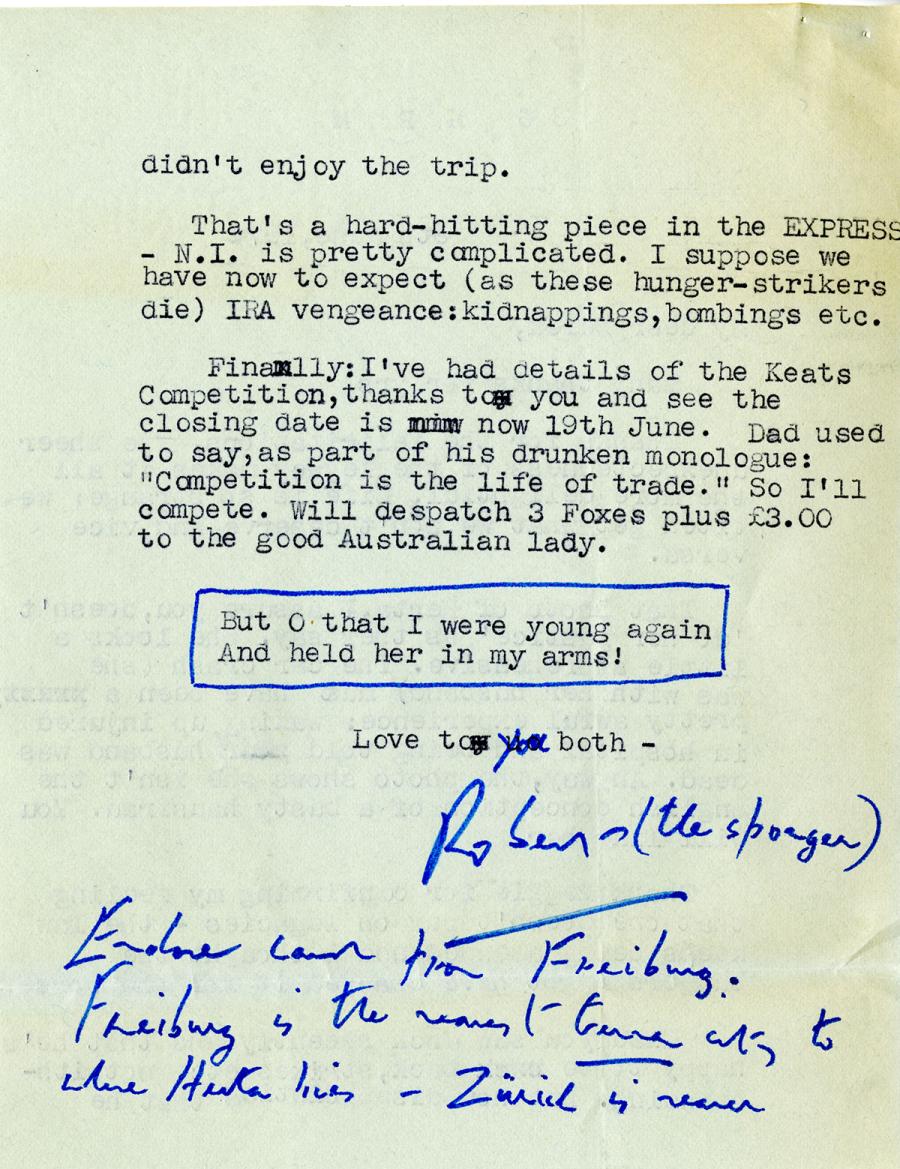 didn't enjoy the trip.
That's a hard-hitting piece in the EXPRESS
- N.I. is pretty complicated. I suppose we
have now to expect (as these hunger-strikers
die) IRA vengeance:kidnappings,bombings etc.
Finally:I've had details of the Keats
Competition,thanks to you and see the
closing date is now 19th June. Dad used
to say,as part of his drunken monologue:
"Competition is the life of trade." So I'll
compete. Will despatch 3 Foxes plus £3.00
to the good Australian lady.
But O that I were young again
And held her in my arms!
Love to you both -
Robert (the sponger)
Endorse card from Freiburg.
Freiburg is the nearest city to
where Herta lives - Zürich is nearer